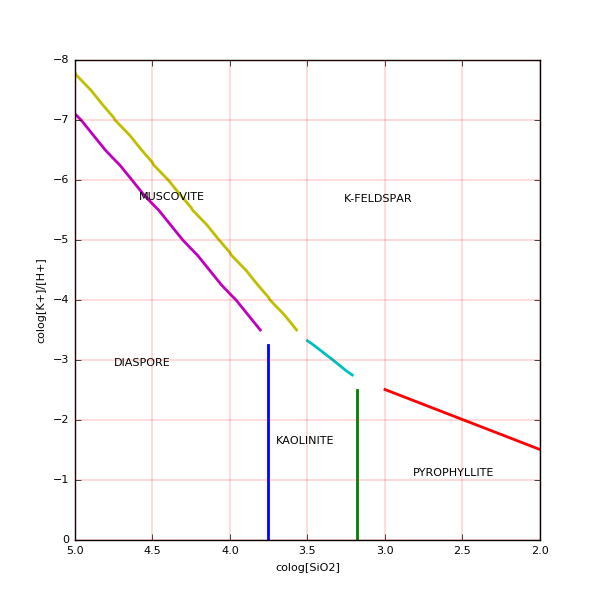 −8
−7
−6
−5
−4
−3
−2
−1
0
colog[K+]/[H+]
MUSCOVITE
K-FELDSPAR
DIASPORE
KAOLINITE
PYROPHYLLITE
5.0 4.5 4.0 3.5 3.0 2.5 2.0
colog[SiO2]